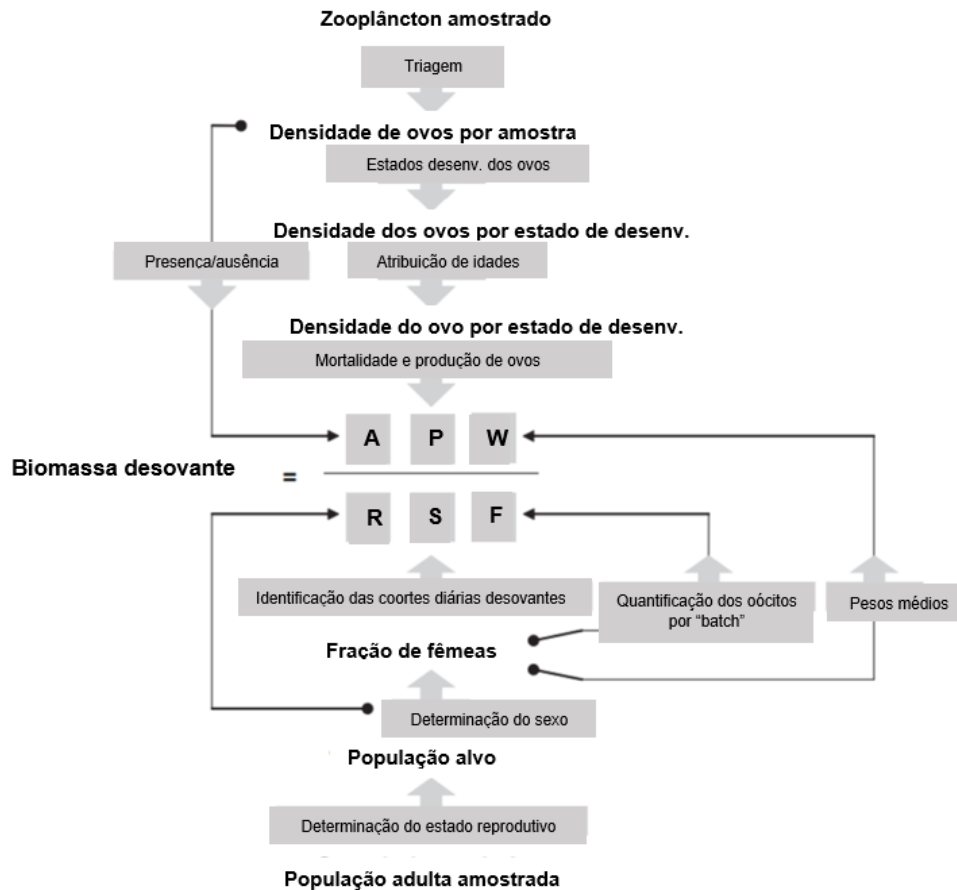 Zooplâncton amostrado
Triagem
Densidade de ovos por amostra
Estados desenv. dos ovos
Densidade dos ovos por estado de desenv.
Presença/ausência
Atribuição de idades
Densidade do ovo por estado de desenv.
Mortalidade e produção de ovos
A P W
Biomassa desovante =
R S F
Identificação das coortes diárias desovantes
Quantificação dos oócitos
por “batch”
Pesos médios
Fração de fêmeas
Determinação do sexo
População alvo
Determinação do estado reprodutivo
População adulta amostrada